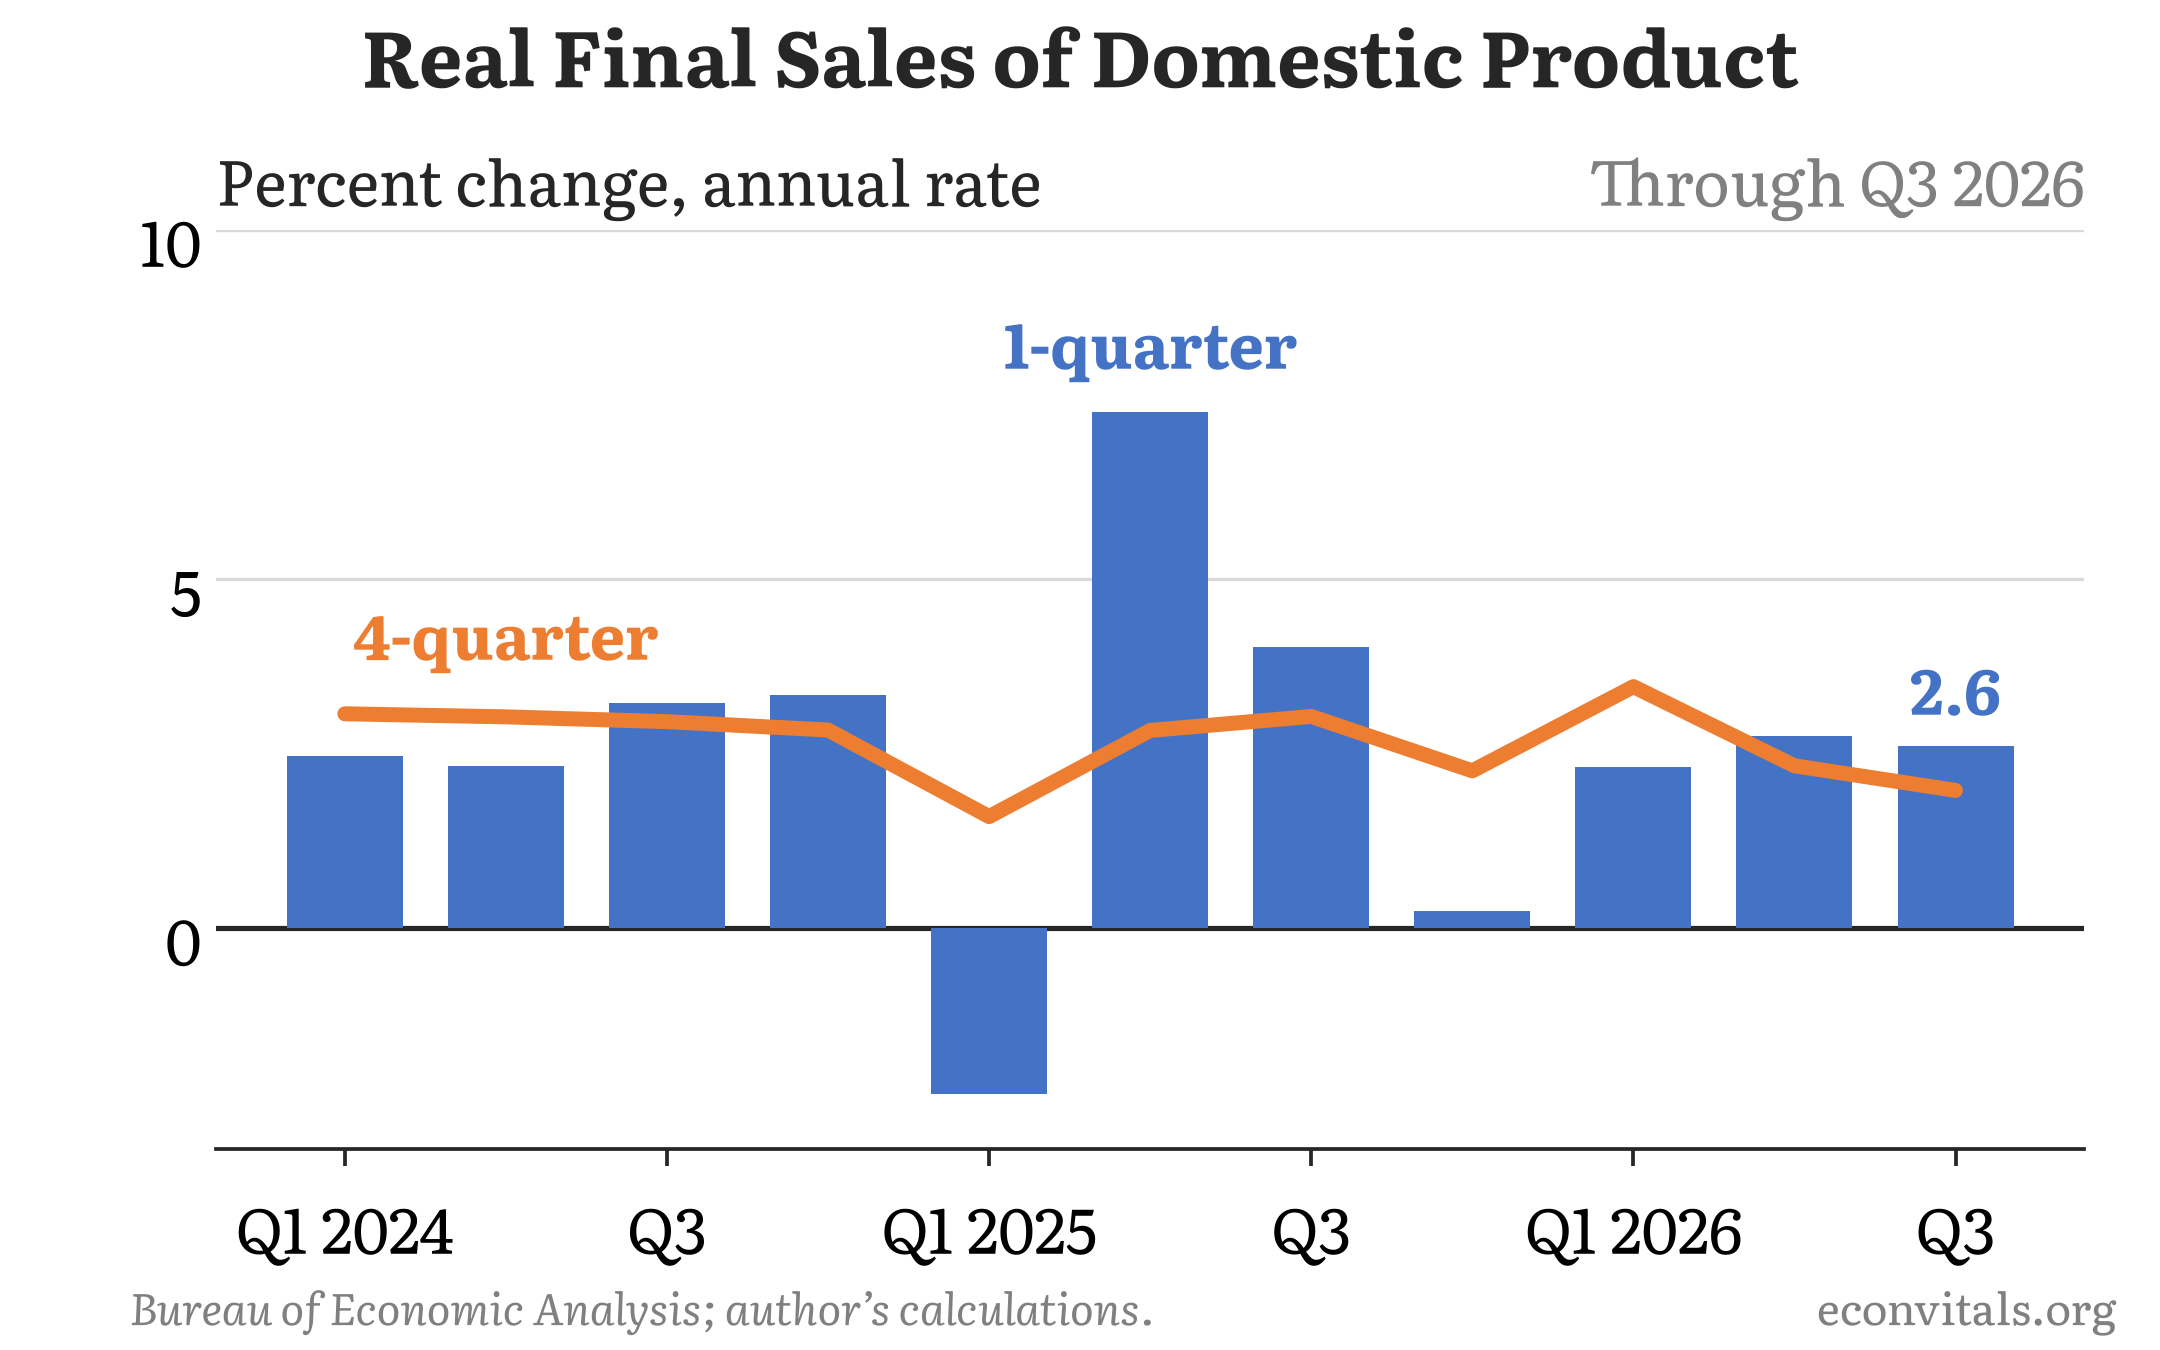 Real Final Sales of Domestic Product
Percent change, annual rate
Through Q3 2026
10
1-quarter
5
4-quarter
2.6
0
Q1 2024 Q3 Q1 2025 Q3 Q1 2026 Q3
Bureau of Economic Analysis; author’s calculations.
econvitals.org